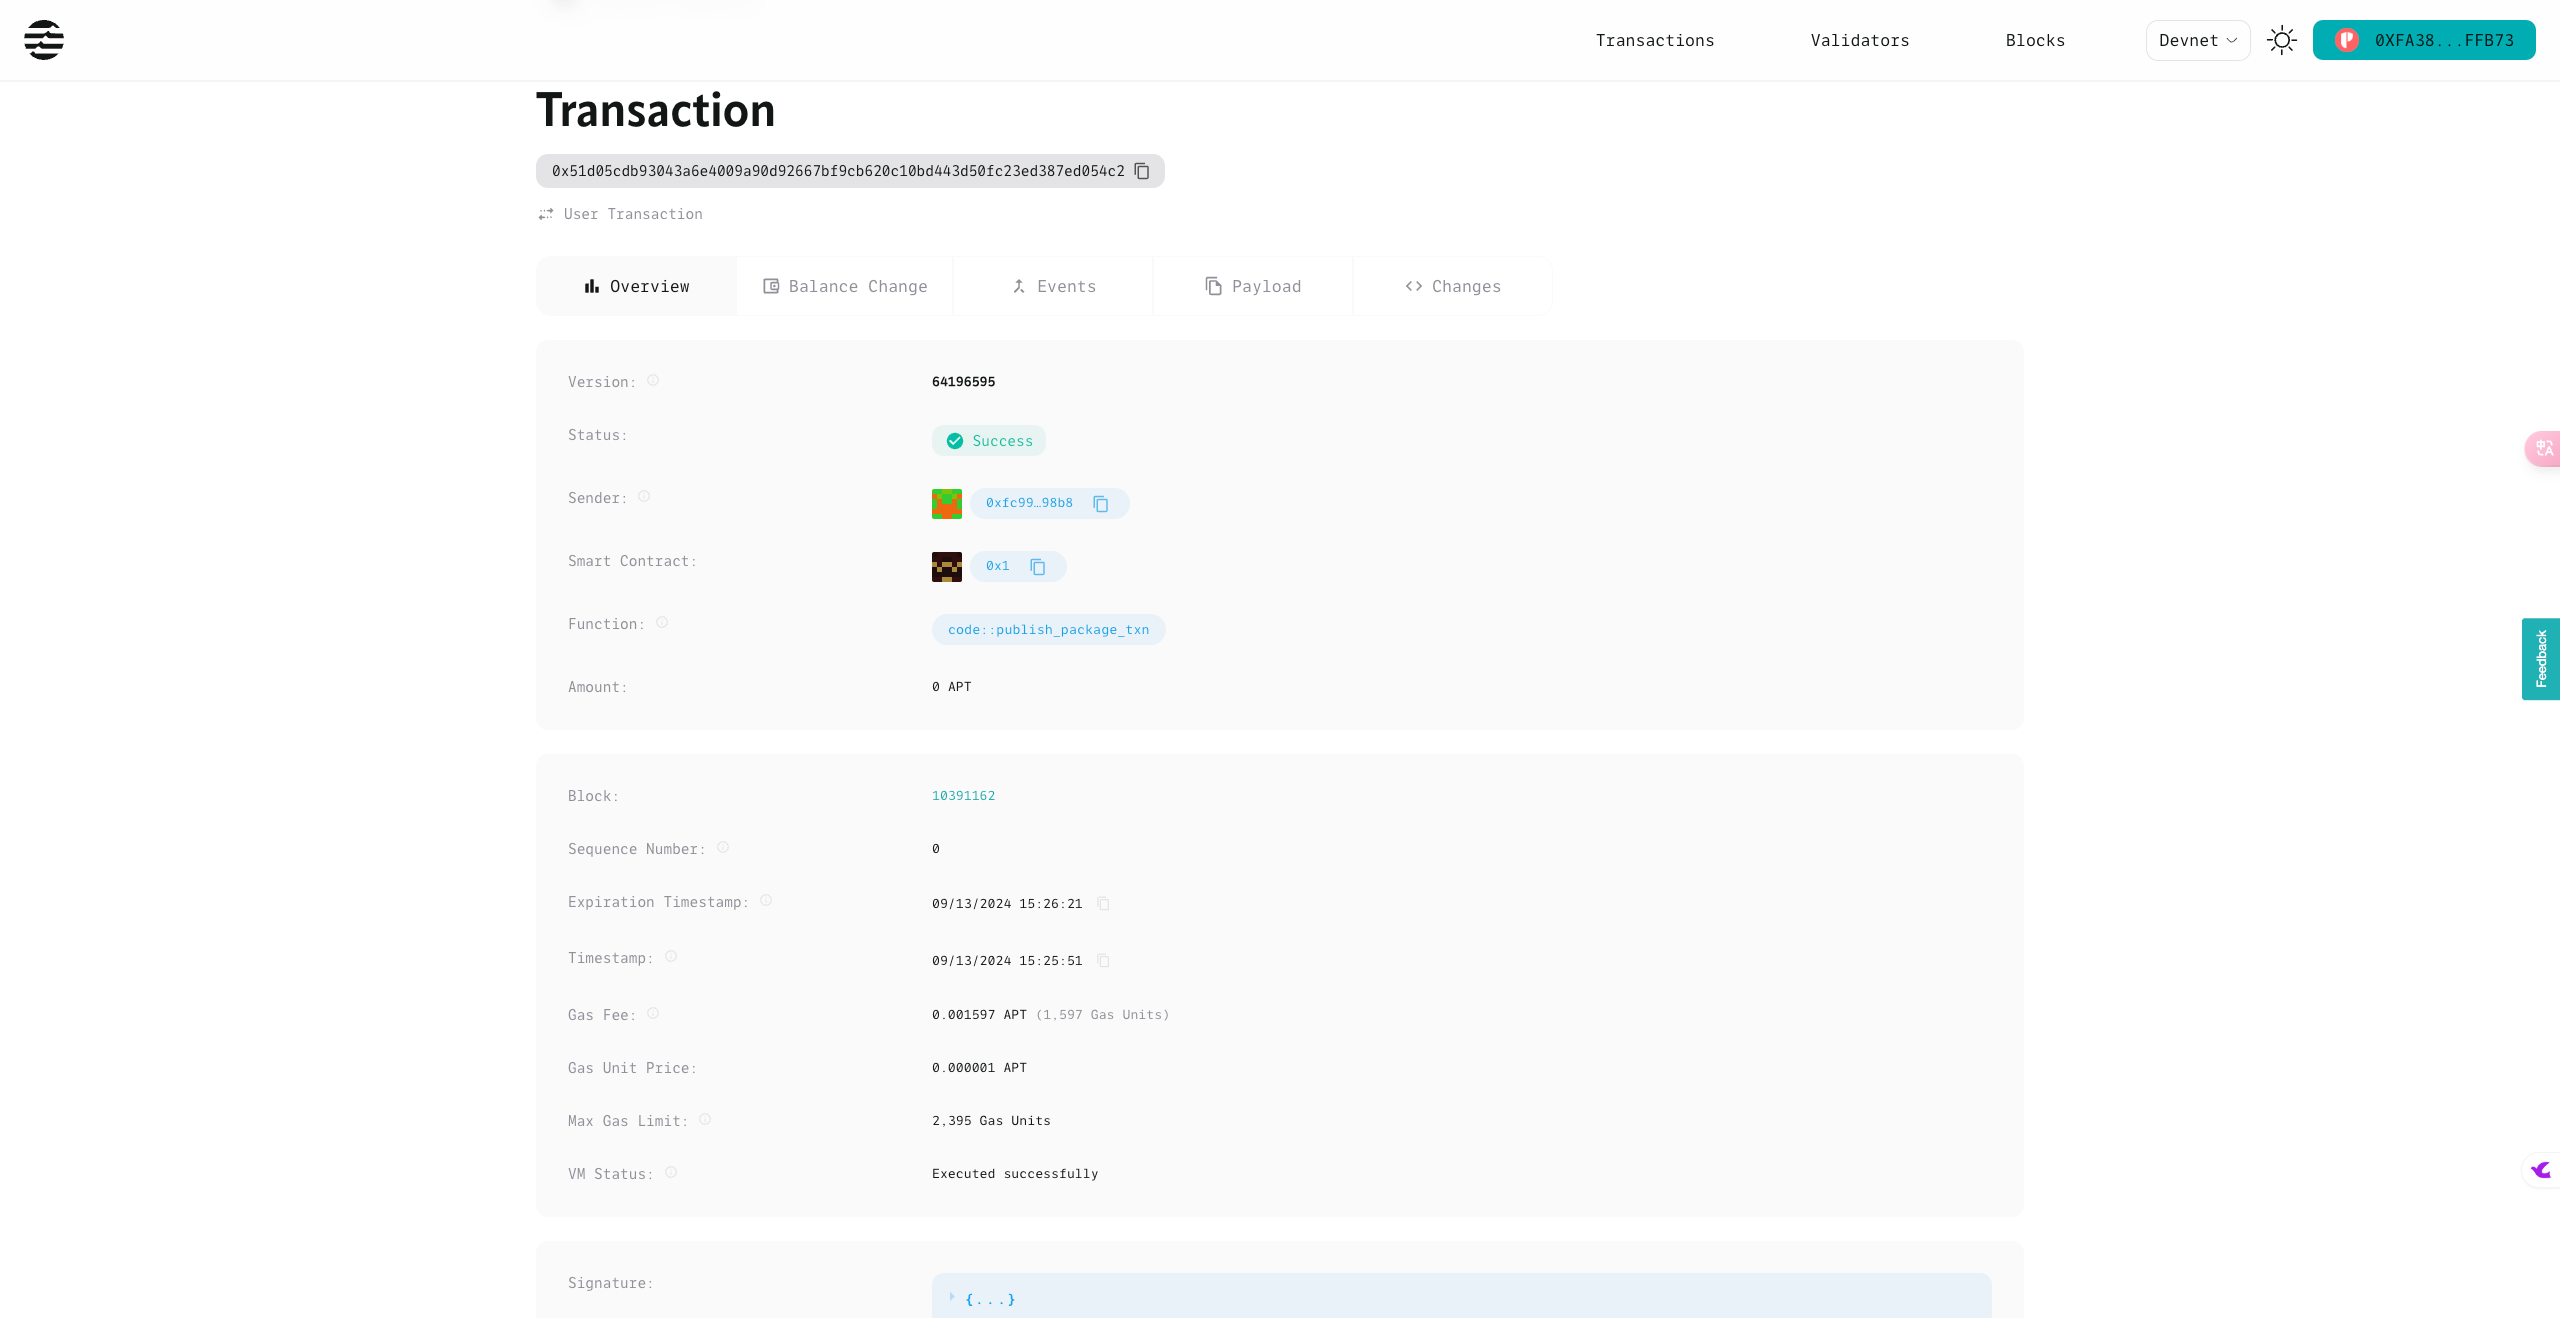 Transactions
Validators
Blocks
Devnet
0XFA38...FFB73
Transaction
0x51d05cdb93043a6e4009a90d92667bf9cb620c10bd443d50fc23ed387ed054c2
User Transaction
Overview
Balance Change
Events
Payload
Changes
Version: 64196595
Status: Success
Sender: 0xfc99…98b8
Smart Contract: 0x1
Function: code::publish_package_txn
Amount: 0 APT
Block: 10391162
Sequence Number: 0
Expiration Timestamp: 09/13/2024 15:26:21
Timestamp: 09/13/2024 15:25:51
Gas Fee: 0.001597 APT (1,597 Gas Units)
Gas Unit Price: 0.000001 APT
Max Gas Limit: 2,395 Gas Units
VM Status: Executed successfully
Signature: {...}
Feedback
中A